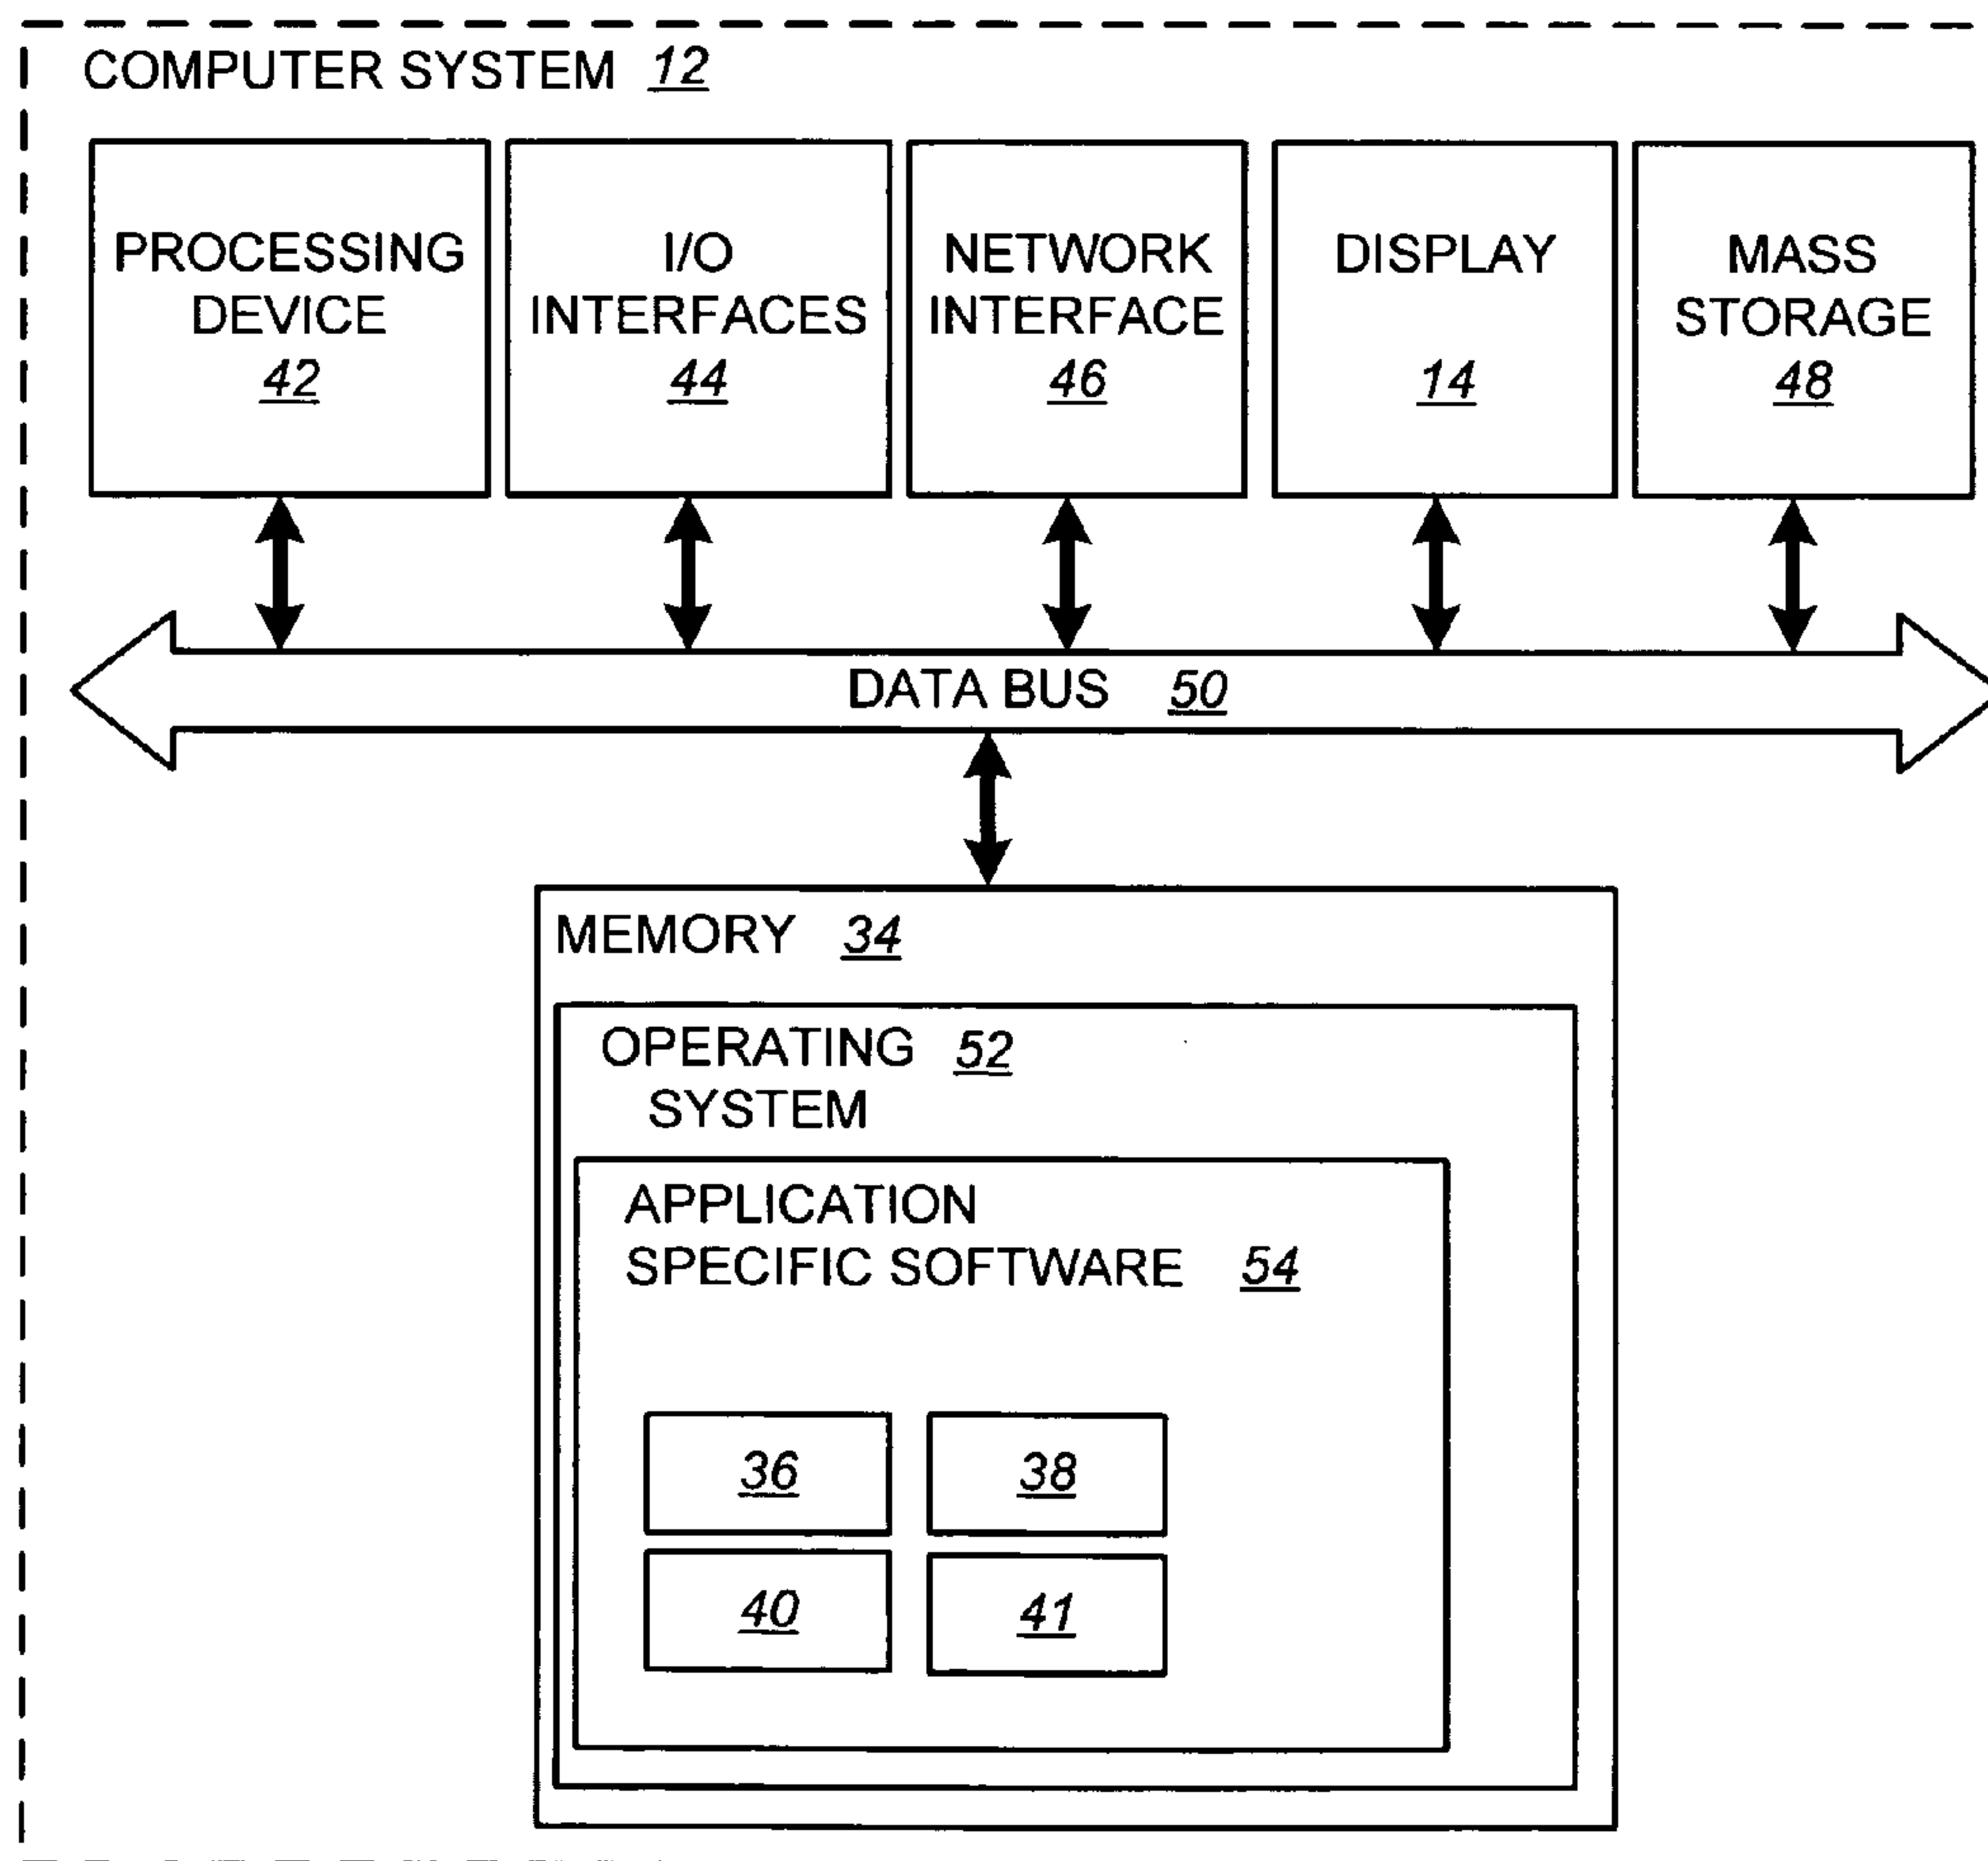 COMPUTER SYSTEM 12
PROCESSING
DEVICE
42
I/O
INTERFACES
44
NETWORK
INTERFACE
46
DISPLAY
14
MASS
STORAGE
48
DATA BUS 50
MEMORY 34
OPERATING 52
SYSTEM
APPLICATION
SPECIFIC SOFTWARE 54
36
38
40
41